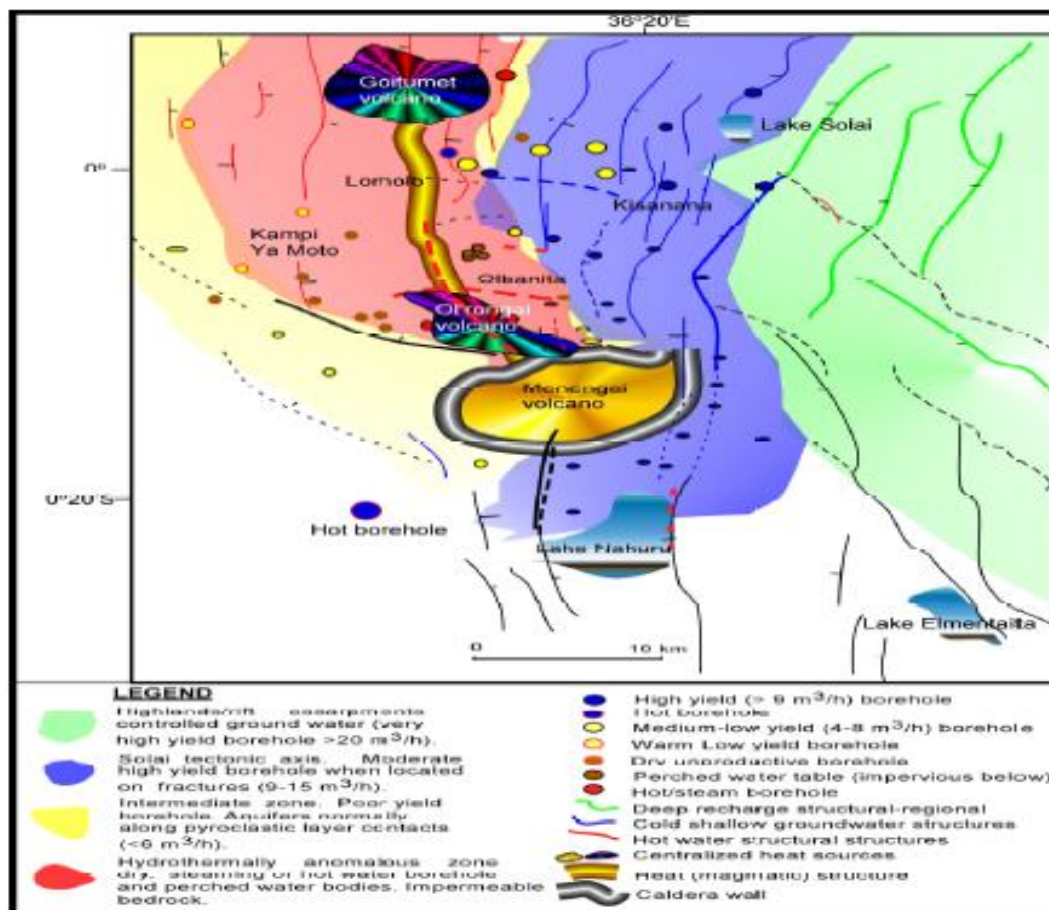 36°20'E
Goitumet
volcano
Lake Solai
0°
Lomolo
Kisanana
Kampi
Ya Moto
Olbanita
Ol rongai
volcano
Menengai
volcano
0°20'S
Hot borehole
Lake Nakuru
Lake Elmentaita
0 10 km
LEGEND
Highlands/rift escarpments
controlled ground water (very
high yield borehole >20 m³/h).
Solai tectonic axis. Moderate
high yield borehole when located
on fractures (9-15 m³/h).
Intermediate zone. Poor yield
borehole. Aquifers normally
along pyroclastic layer contacts
(<6 m³/h).
Hydrothermally anomalous zone
dry, steaming or hot water borehole
and perched water bodies. Impermeable
bedrock.
High yield (> 9 m³/h) borehole
Hot borehole
Medium-low yield (4-8 m³/h) borehole
Warm Low yield borehole
Dry unproductive borehole
Perched water table (impervious below)
Hot/steam borehole
Deep recharge structural-regional
Cold shallow groundwater structures
Hot water structural structures
Centralized heat sources
Heat (magmatic) structure
Caldera wall